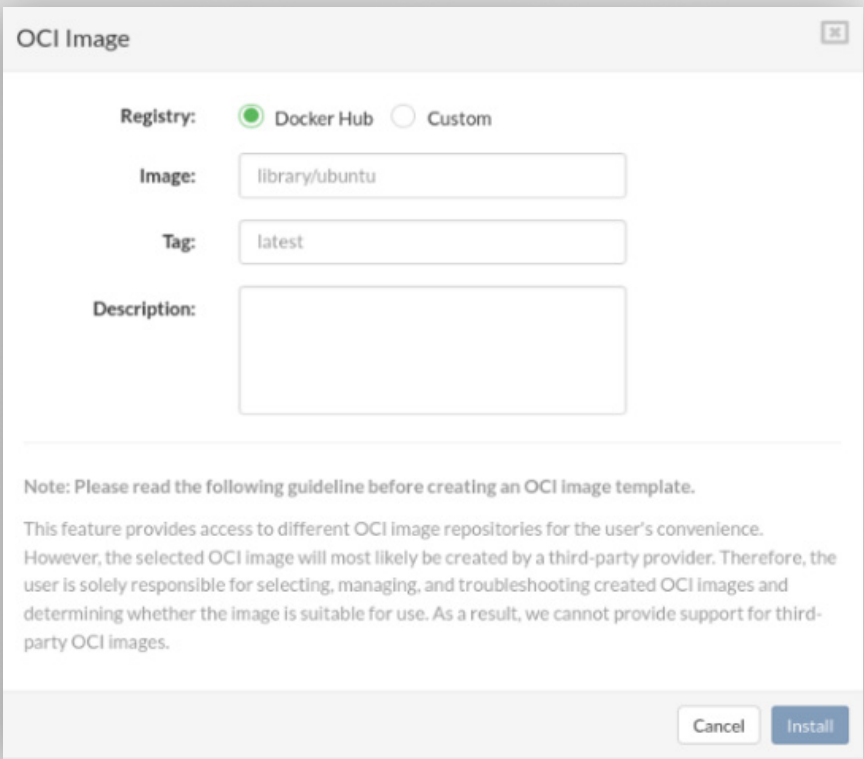 OCI Image
Registry: Docker Hub Custom
Image: library/ubuntu
Tag: latest
Description:
Note: Please read the following guideline before creating an OCI image template.
This feature provides access to different OCI image repositories for the user's convenience.
However, the selected OCI image will most likely be created by a third-party provider. Therefore, the
user is solely responsible for selecting, managing, and troubleshooting created OCI images and
determining whether the image is suitable for use. As a result, we cannot provide support for third-
party OCI images.
Cancel Install